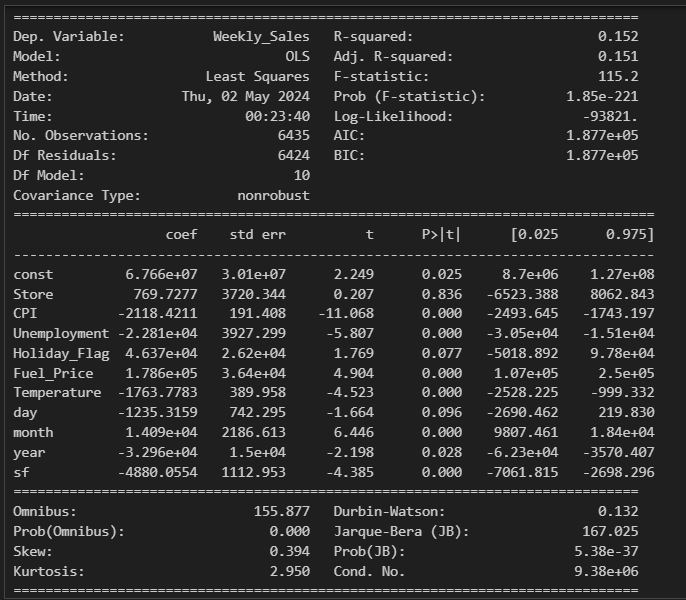 ==============================================================================
Dep. Variable:           Weekly_Sales   R-squared:                       0.152
Model:                            OLS   Adj. R-squared:                  0.151
Method:                 Least Squares   F-statistic:                     115.2
Date:                Thu, 02 May 2024   Prob (F-statistic):          1.85e-221
Time:                        00:23:40   Log-Likelihood:                -93821.
No. Observations:                6435   AIC:                         1.877e+05
Df Residuals:                    6424   BIC:                         1.877e+05
Df Model:                          10
Covariance Type:            nonrobust
================================================================================
                   coef    std err          t      P>|t|      [0.025      0.975]
--------------------------------------------------------------------------------
const         6.766e+07   3.01e+07      2.249      0.025     8.7e+06    1.27e+08
Store          769.7277   3720.344      0.207      0.836   -6523.388    8062.843
CPI          -2118.4211    191.408    -11.068      0.000   -2493.645   -1743.197
Unemployment -2.281e+04   3927.299     -5.807      0.000   -3.05e+04   -1.51e+04
Holiday_Flag  4.637e+04   2.62e+04      1.769      0.077   -5018.892    9.78e+04
Fuel_Price    1.786e+05   3.64e+04      4.904      0.000    1.07e+05     2.5e+05
Temperature  -1763.7783    389.958     -4.523      0.000   -2528.225    -999.332
day          -1235.3159    742.295     -1.664      0.096   -2690.462     219.830
month         1.409e+04   2186.613      6.446      0.000    9807.461    1.84e+04
year         -3.296e+04    1.5e+04     -2.198      0.028   -6.23e+04   -3570.407
sf           -4880.0554   1112.953     -4.385      0.000   -7061.815   -2698.296
==============================================================================
Omnibus:                      155.877   Durbin-Watson:                   0.132
Prob(Omnibus):                  0.000   Jarque-Bera (JB):              167.025
Skew:                           0.394   Prob(JB):                     5.38e-37
Kurtosis:                       2.950   Cond. No.                     9.38e+06
==============================================================================